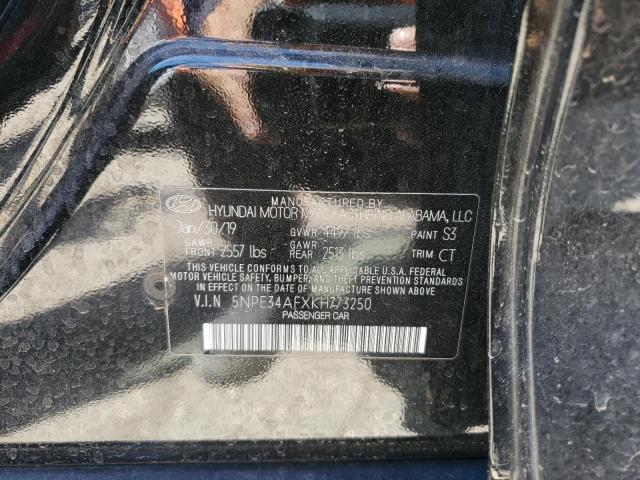 MANUFACTURED BY
HYUNDAI MOTOR MANUFACTURING ALABAMA, LLC
Jan/30/19 GVWR 4497 lbs PAINT S3
GAWR FRONT 2557 lbs GAWR REAR 2513 lbs TRIM CT
THIS VEHICLE CONFORMS TO ALL APPLICABLE U.S.A. FEDERAL
MOTOR VEHICLE SAFETY, BUMPER, AND THEFT PREVENTION
STANDARDS IN EFFECT ON THE DATE OF MANUFACTURE SHOWN ABOVE.
V.I.N 5NPE34AFXKH773250
PASSENGER CAR